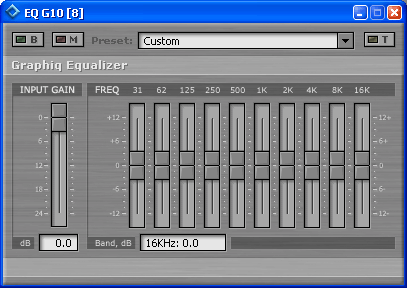 EQ G10 [8]
B M Preset: Custom T
Graphiq Equalizer
INPUT GAIN FREQ 31 62 125 250 500 1K 2K 4K 8K 16K
0 +12 12+
6 +6 6+
12 0 0
18 -6 6-
24 -12 12-
dB 0.0 Band, dB 16KHz: 0.0